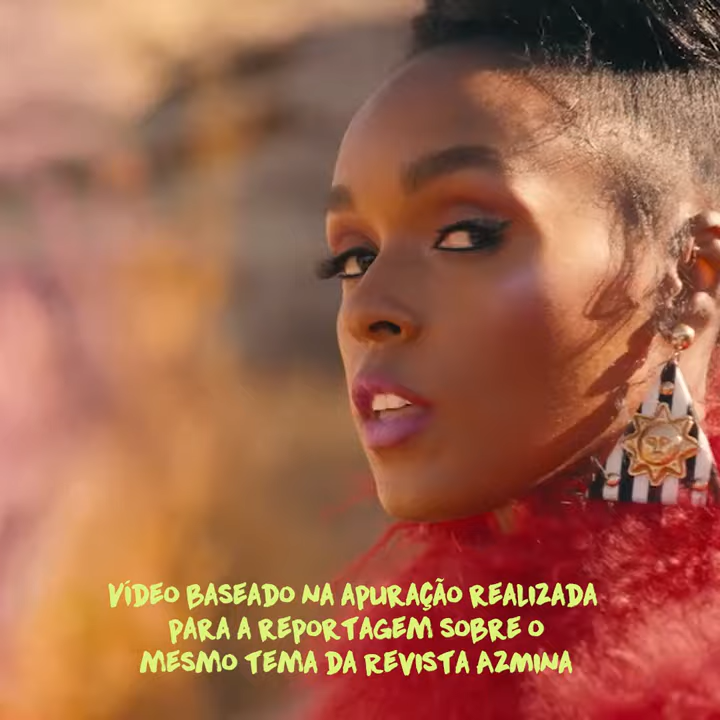 VÍDEO BASEADO NA APURAÇÃO REALIZADA
PARA A REPORTAGEM SOBRE O
MESMO TEMA DA REVISTA AZMINA